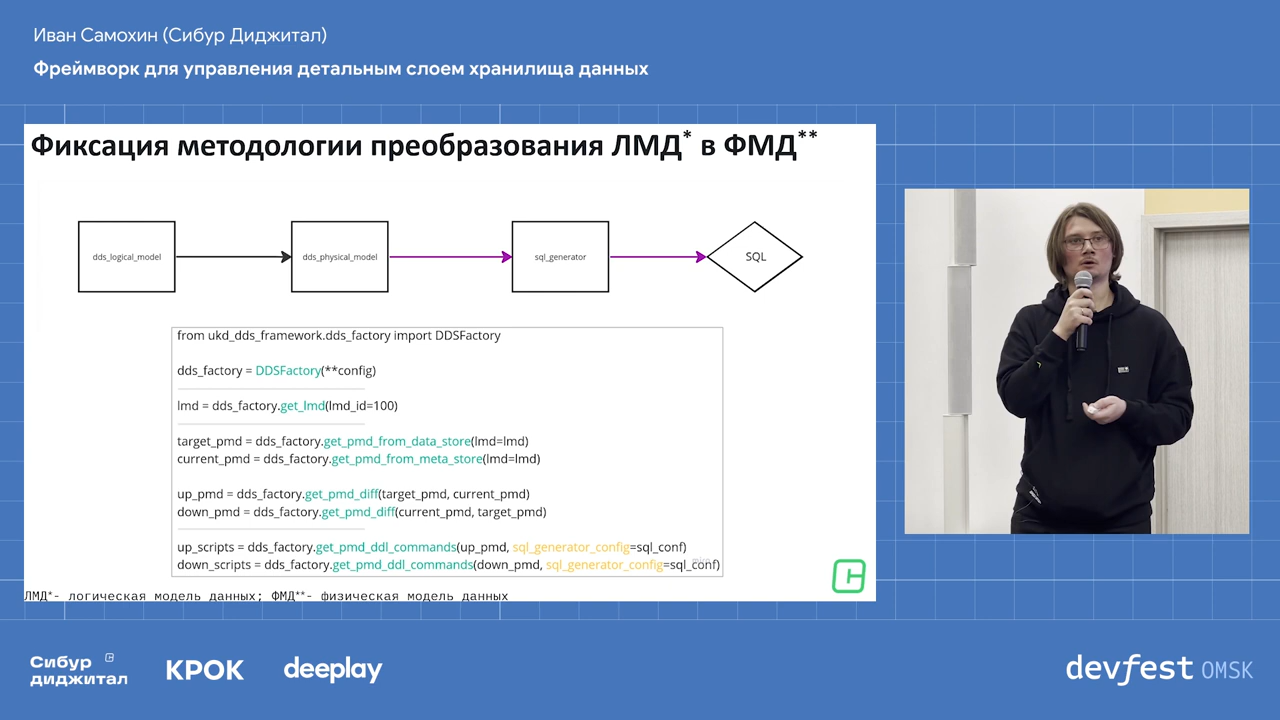 Иван Самохин (Сибур Диджитал)
Фреймворк для управления детальным слоем хранилища данных
Фиксация методологии преобразования ЛМД* в ФМД**
dds_logical_model
dds_physical_model
sql_generator
SQL
from ukd_dds_framework.dds_factory import DDSFactory
dds_factory = DDSFactory(**config)
lmd = dds_factory.get_lmd(lmd_id=100)
target_pmd = dds_factory.get_pmd_from_data_store(lmd=lmd)
current_pmd = dds_factory.get_pmd_from_meta_store(lmd=lmd)
up_pmd = dds_factory.get_pmd_diff(target_pmd, current_pmd)
down_pmd = dds_factory.get_pmd_diff(current_pmd, target_pmd)
up_scripts = dds_factory.get_pmd_ddl_commands(up_pmd, sql_generator_config=sql_conf)
down_scripts = dds_factory.get_pmd_ddl_commands(down_pmd, sql_generator_config=sql_conf)
ЛМД*- логическая модель данных; ФМД**- физическая модель данных
Сибур
диджитал
КРОК
deeplay
devfest OMSK